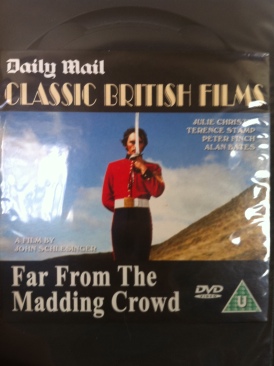 Daily Mail
CLASSIC BRITISH FILMS
JULIE CHRIS
TERENCE STAMP
PETER FINCH
ALAN BATES
A FILM BY
JOHN SCHLESINGER
Far From The
Madding Crowd
DVD
VIDEO
U